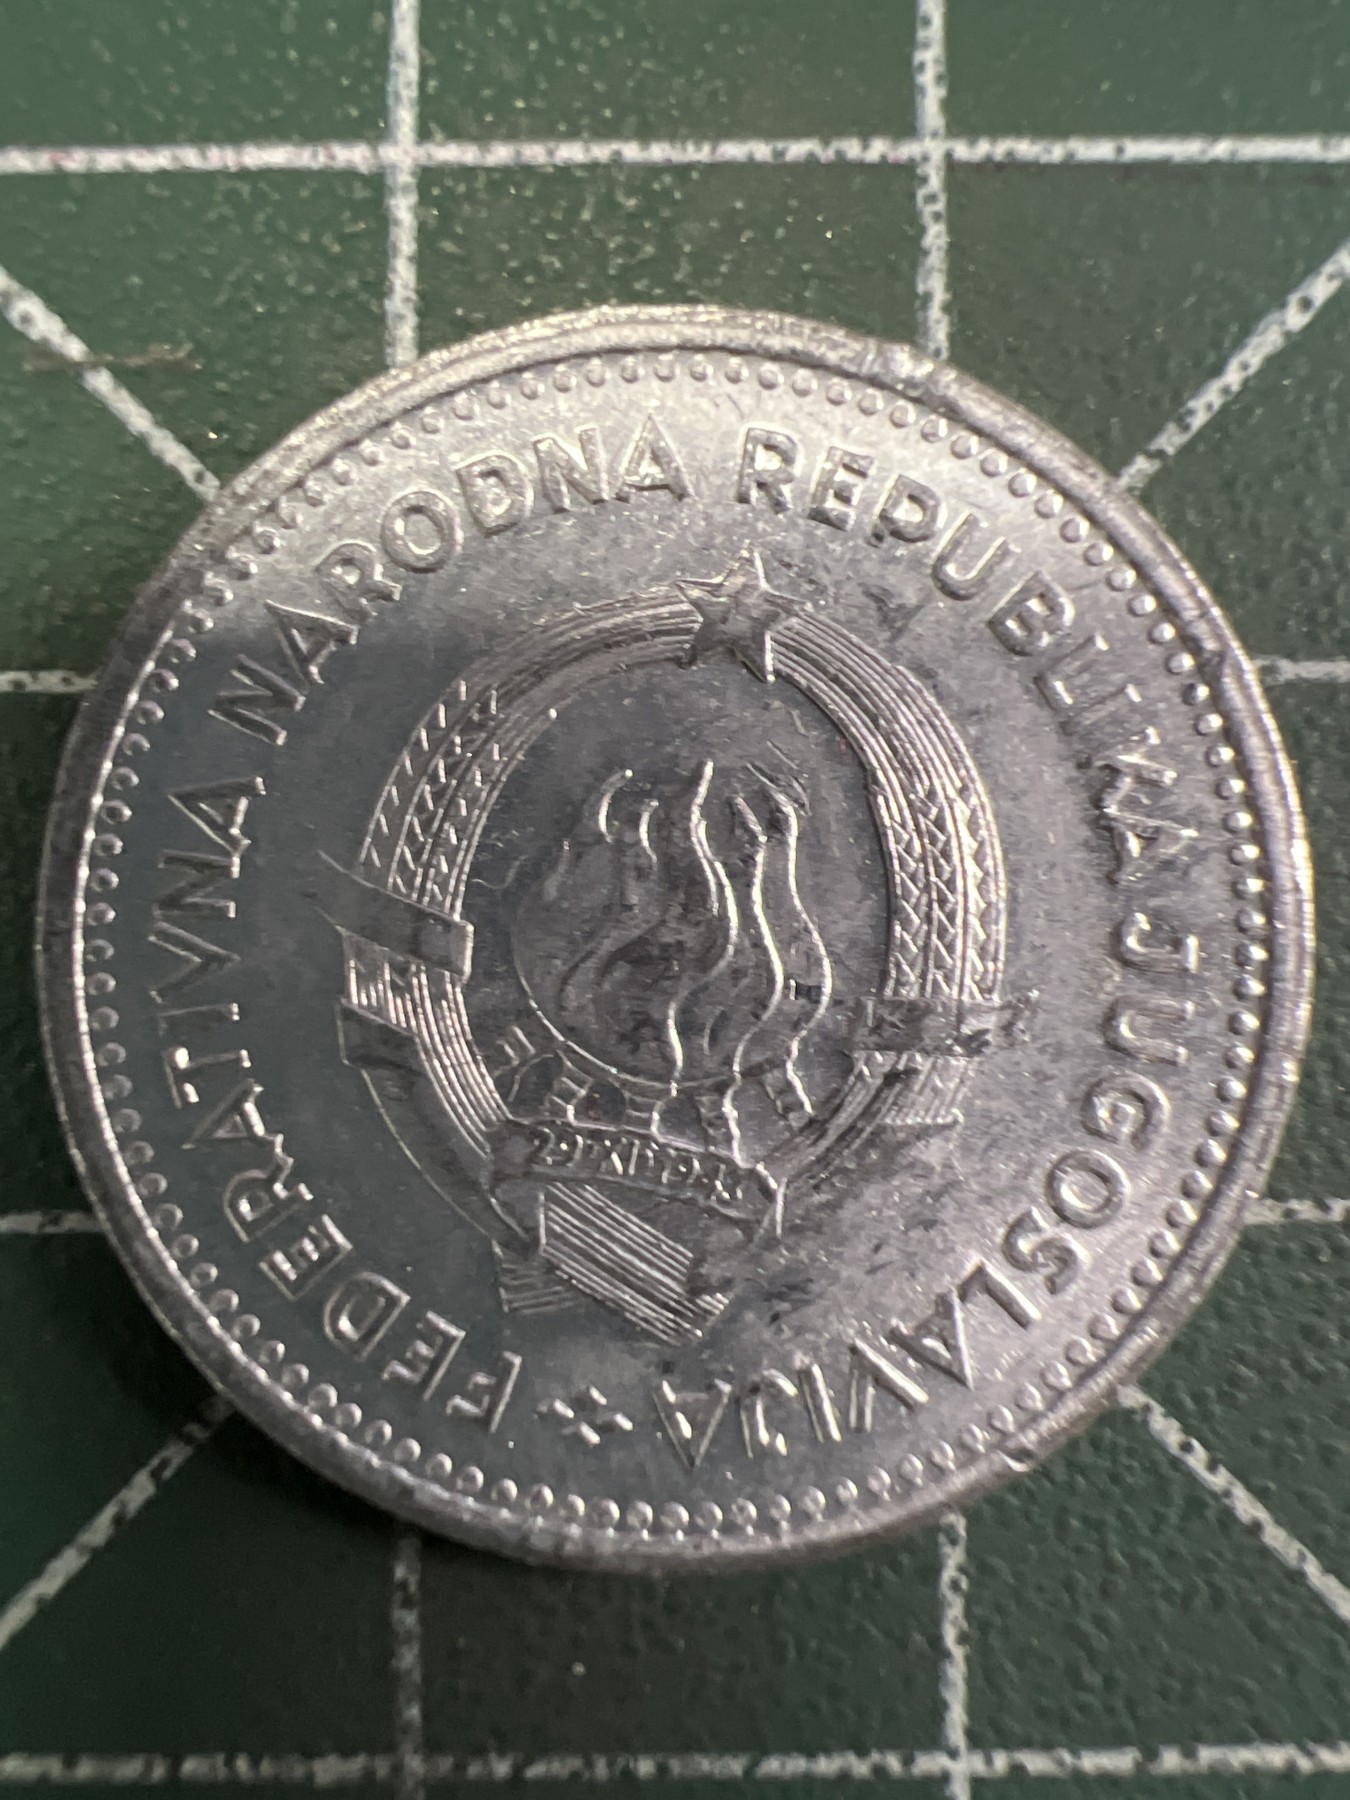 FEDERATIVNA NARODNA REPUBLIKA JUGOSLAVIJA
29·XI·1943